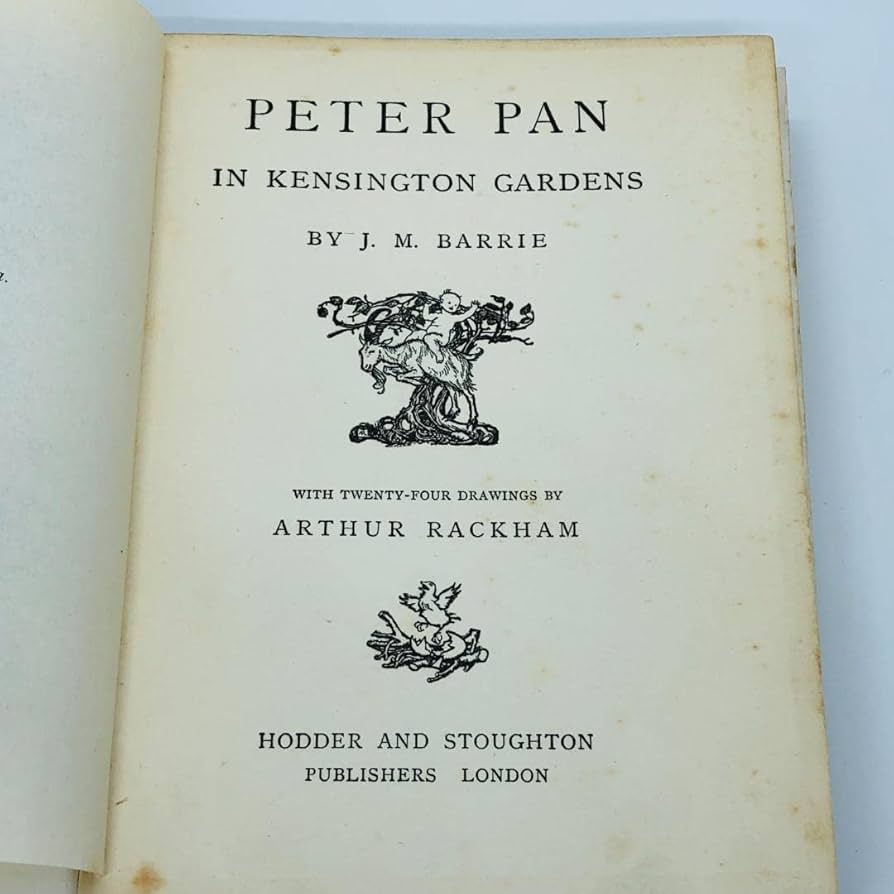 PETER PAN
IN KENSINGTON GARDENS
BY J. M. BARRIE
WITH TWENTY-FOUR DRAWINGS BY
ARTHUR RACKHAM
HODDER AND STOUGHTON
PUBLISHERS LONDON